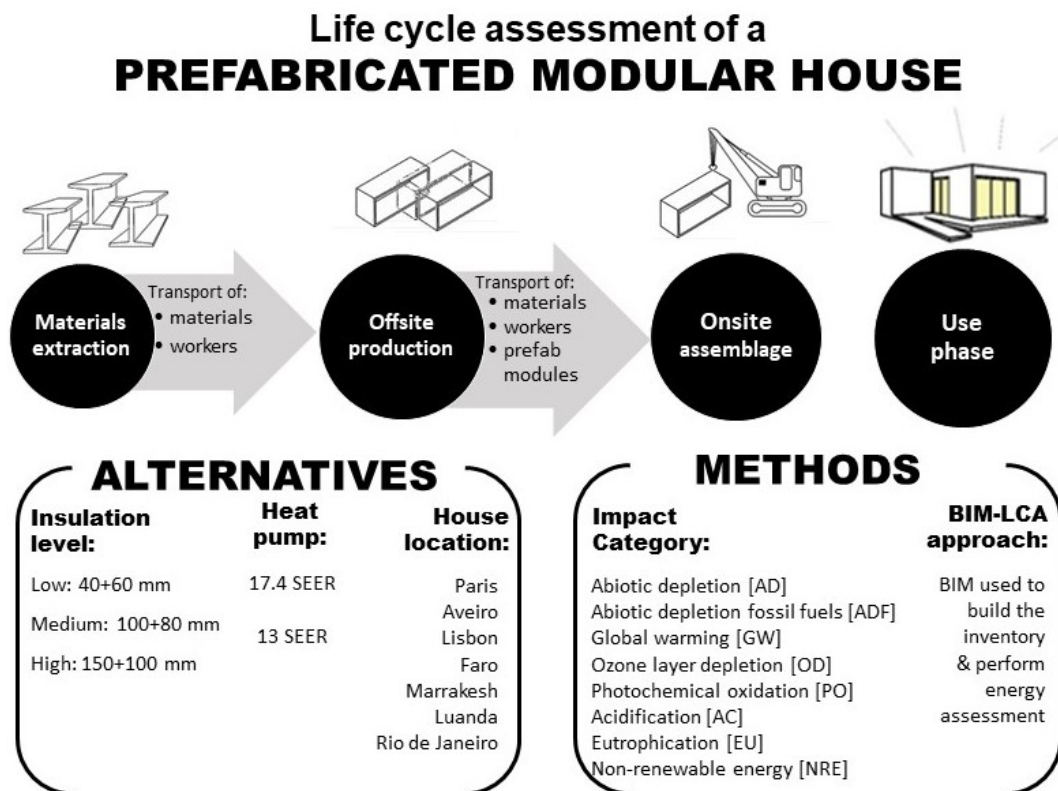 Life cycle assessment of a
PREFABRICATED MODULAR HOUSE
Materials
extraction
Transport of:
• materials
• workers
Offsite
production
Transport of:
• materials
• workers
• prefab
modules
Onsite
assemblage
Use
phase
ALTERNATIVES
Insulation
level:
Low: 40+60 mm
Medium: 100+80 mm
High: 150+100 mm
Heat
pump:
17.4 SEER
13 SEER
House
location:
Paris
Aveiro
Lisbon
Faro
Marrakesh
Luanda
Rio de Janeiro
METHODS
Impact
Category:
Abiotic depletion [AD]
Abiotic depletion fossil fuels [ADF]
Global warming [GW]
Ozone layer depletion [OD]
Photochemical oxidation [PO]
Acidification [AC]
Eutrophication [EU]
Non-renewable energy [NRE]
BIM-LCA
approach:
BIM used to
build the
inventory
& perform
energy
assessment